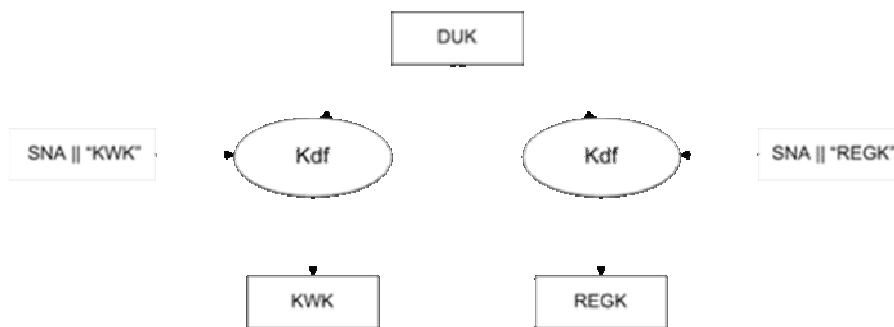 DUK
SNA || "KWK"
Kdf
Kdf
SNA || "REGK"
KWK
REGK